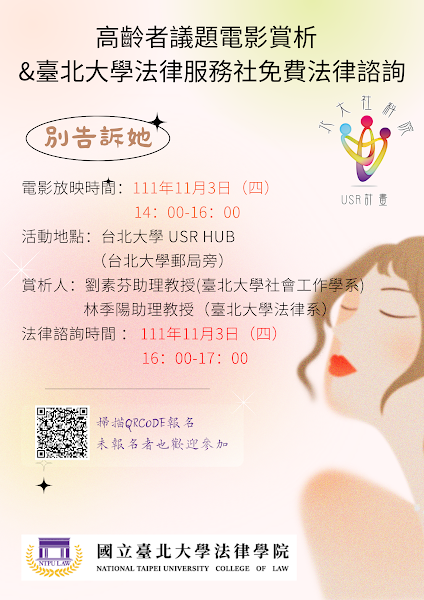 高齡者議題電影賞析
&臺北大學法律服務社免費法律諮詢
北大社科院
USR計畫
別告訴她
電影放映時間：111年11月3日（四）
14：00-16：00
活動地點：台北大學 USR HUB
（台北大學郵局旁）
賞析人：劉素芬助理教授(臺北大學社會工作學系)
林季陽助理教授（臺北大學法律系）
法律諮詢時間：111年11月3日（四）
16：00-17：00
掃描QRCODE報名
未報名者也歡迎參加
NTPU LAW
國立臺北大學法律學院
NATIONAL TAIPEI UNIVERSITY COLLEGE OF LAW